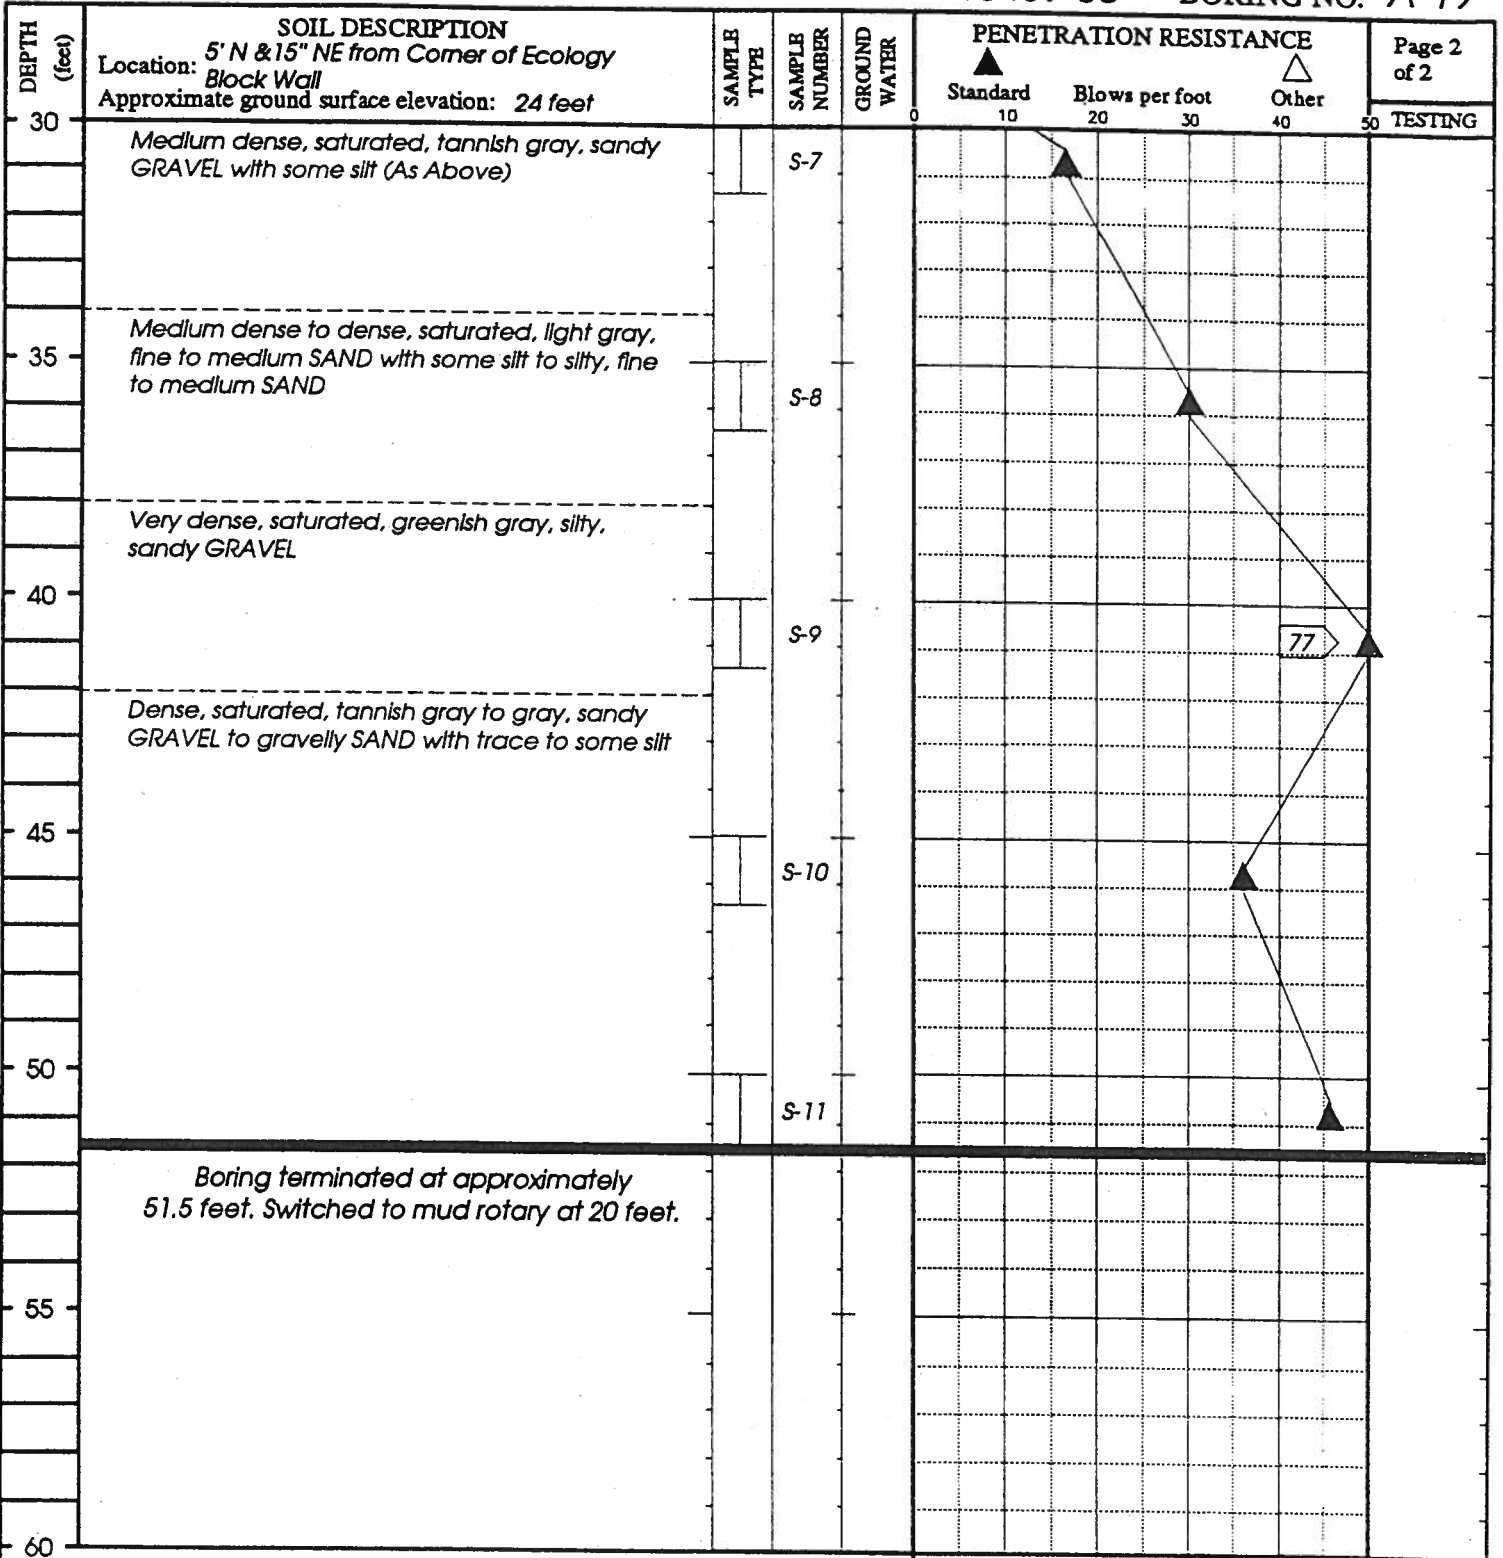 BORING NO.
DEPTH (feet)
SOIL DESCRIPTION
Location: 5' N & 15" NE from Corner of Ecology
Block Wall
Approximate ground surface elevation: 24 feet
SAMPLE TYPE
SAMPLE NUMBER
GROUND WATER
PENETRATION RESISTANCE
Standard Blows per foot Other
0 10 20 30 40 50
Page 2
of 2
TESTING
30
Medium dense, saturated, tannish gray, sandy
GRAVEL with some silt (As Above)
S-7
Medium dense to dense, saturated, light gray,
35
fine to medium SAND with some silt to silty, fine
to medium SAND
S-8
Very dense, saturated, greenish gray, silty,
sandy GRAVEL
40
S-9
77
Dense, saturated, tannish gray to gray, sandy
GRAVEL to gravelly SAND with trace to some silt
45
S-10
50
S-11
Boring terminated at approximately
51.5 feet. Switched to mud rotary at 20 feet.
55
60